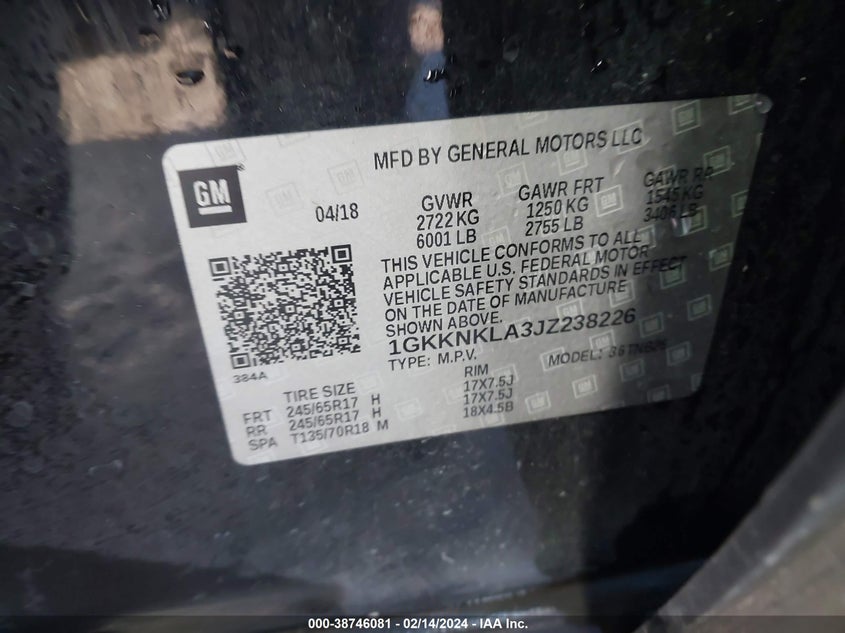 MFD BY GENERAL MOTORS LLC
GM
04/18
GVWR
2722 KG
6001 LB
GAWR FRT
1250 KG
2755 LB
GAWR RR
1545 KG
3406 LB
THIS VEHICLE CONFORMS TO ALL
APPLICABLE U.S. FEDERAL MOTOR
VEHICLE SAFETY STANDARDS IN EFFECT
ON THE DATE OF MANUFACTURE
SHOWN ABOVE.
1GKKNKLA3JZ238226
TYPE: M.P.V. MODEL:
384A
TIRE SIZE RIM
FRT 245/65R17 H 17X7.5J
RR 245/65R17 H 17X7.5J
SPA T135/70R18 M 18X4.5B
000-38746081 - 02/14/2024 - IAA Inc.